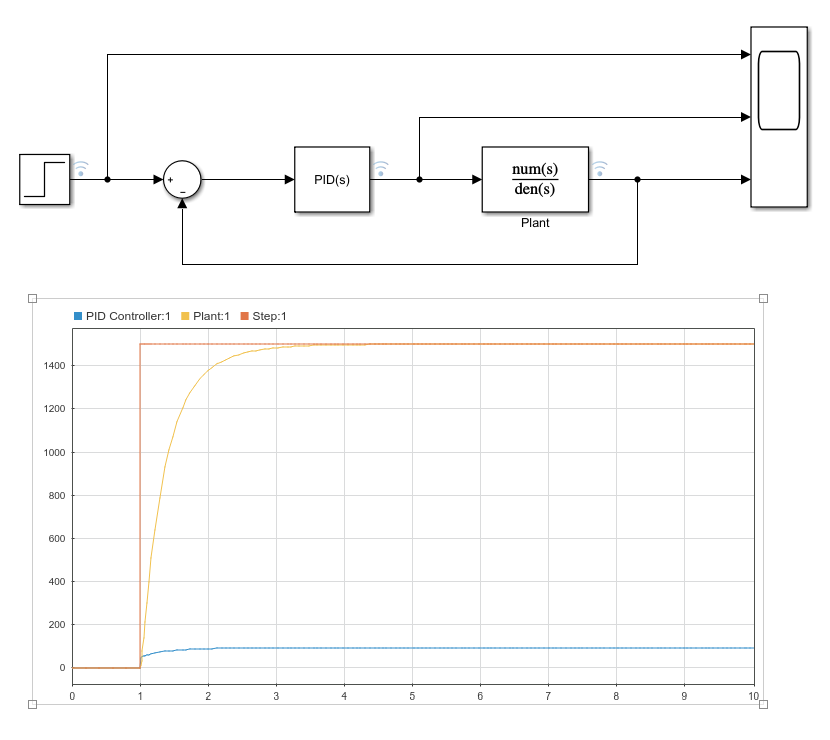 +
−
PID(s)
num(s)
den(s)
Plant
PID Controller:1 Plant:1 Step:1
1400
1200
1000
800
600
400
200
0
0 1 2 3 4 5 6 7 8 9 10